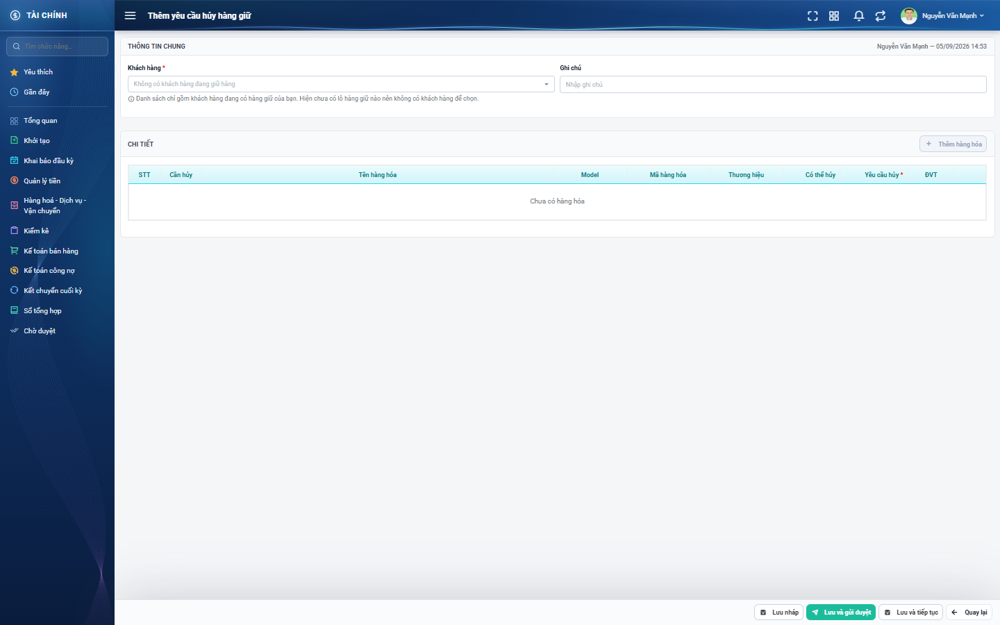 TÀI CHÍNH
Thêm yêu cầu hủy hàng giữ
Nguyễn Văn Mạnh
Tìm chức năng...
Yêu thích
Gần đây
Tổng quan
Khởi tạo
Khai báo đầu kỳ
Quản lý tiền
Hàng hoá - Dịch vụ -
Vận chuyển
Kiểm kê
Kế toán bán hàng
Kế toán công nợ
Kết chuyển cuối kỳ
Sổ tổng hợp
Chờ duyệt
THÔNG TIN CHUNG
Nguyễn Văn Mạnh — 05/09/2026 14:53
Khách hàng *
Ghi chú
Không có khách hàng đang giữ hàng
Nhập ghi chú
Danh sách chỉ gồm khách hàng đang có hàng giữ của bạn. Hiện chưa có lô hàng giữ nào nên không có khách hàng để chọn.
CHI TIẾT
+ Thêm hàng hóa
STT Cần hủy Tên hàng hóa Model Mã hàng hóa Thương hiệu Có thể hủy Yêu cầu hủy * ĐVT
Chưa có hàng hóa
Lưu nháp
Lưu và gửi duyệt
Lưu và tiếp tục
Quay lại